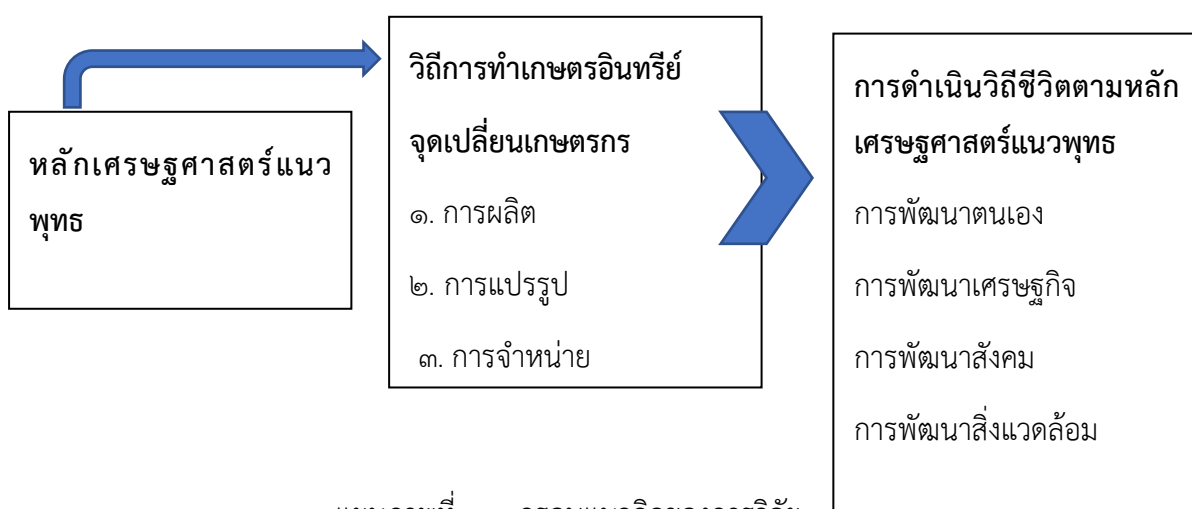 หลักเศรษฐศาสตร์แนว
พุทธ
วิถีการทำเกษตรอินทรีย์
จุดเปลี่ยนเกษตรกร
๑. การผลิต
๒. การแปรรูป
๓. การจำหน่าย
การดำเนินวิถีชีวิตตามหลัก
เศรษฐศาสตร์แนวพุทธ
การพัฒนาตนเอง
การพัฒนาเศรษฐกิจ
การพัฒนาสังคม
การพัฒนาสิ่งแวดล้อม